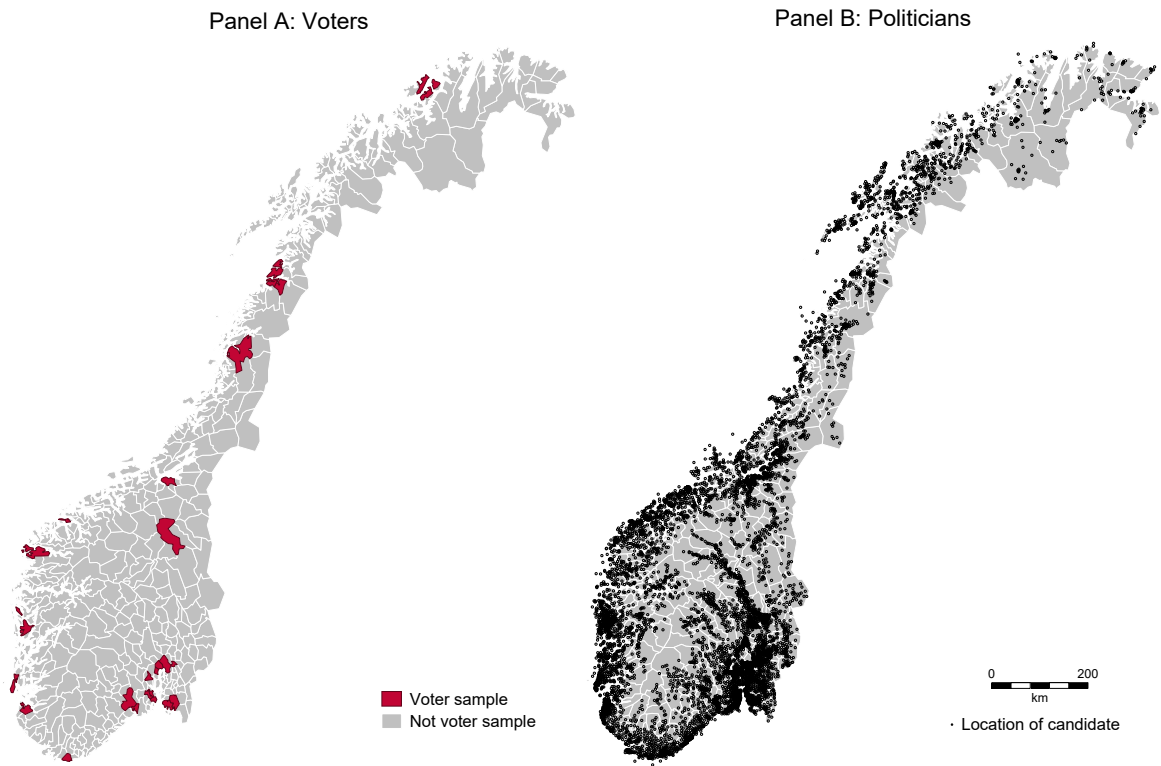 Panel A: Voters
Panel B: Politicians
Voter sample
Not voter sample
0 200
km
Location of candidate